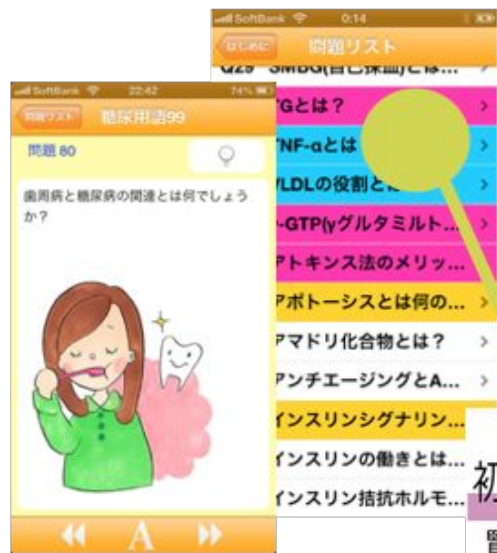 SoftBank 0:14
はじめに 問題リスト
Q29 SMBG(自己採血)とは...
Gとは?
TNF-αとは
VLDLの役割と
-GTP(γグルタミルト...
アトキンス法のメリッ...
アポトーシスとは何の...
アマドリ化合物とは?
アンチエージングとA...
インスリンシグナリン...
インスリンの働きとは...
インスリン拮抗ホルモ...
SoftBank 22:42 74%
問題リスト 糖尿用語99
問題 80
歯周病と糖尿病の関連とは何でしょう
か?
A
初